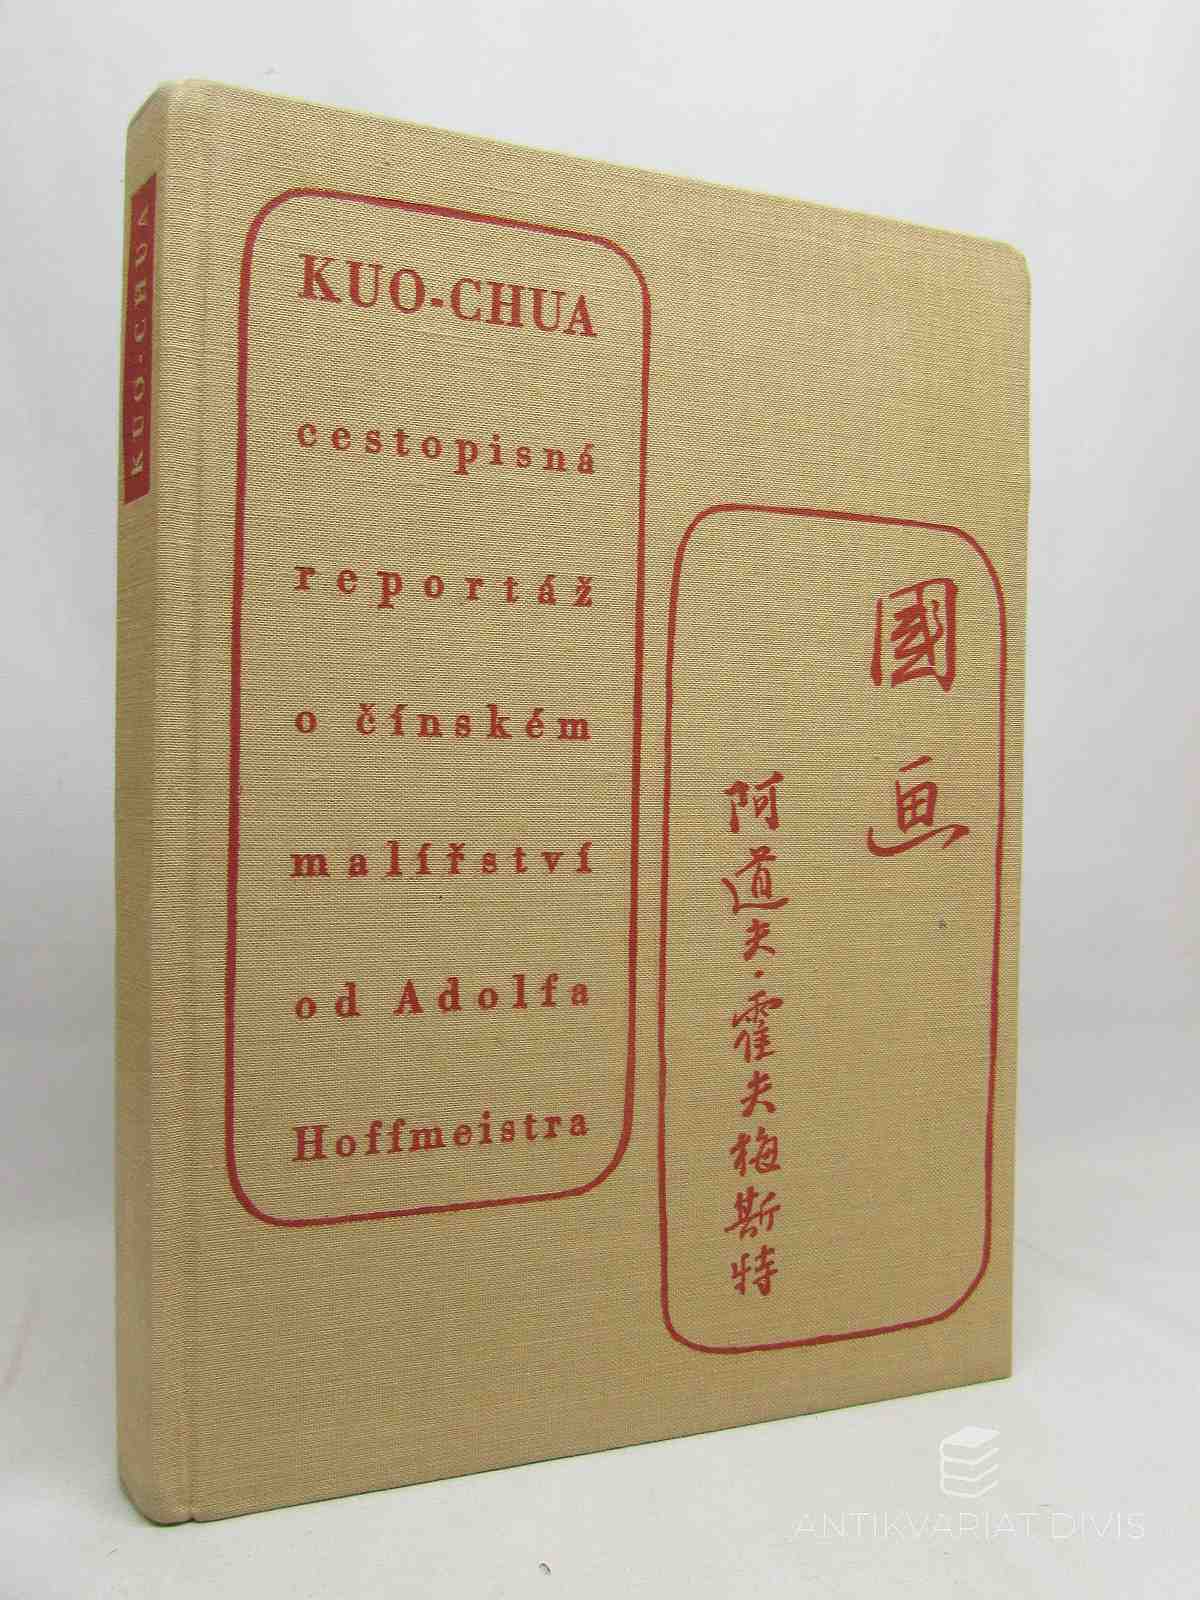 KUO-CHUA
KUO-CHUA
cestopisná
reportáž
o čínském
malířství
od Adolfa
Hoffmeistra
國画
阿道夫·霍夫梅斯特
ANTIKVARIAT DIVIS